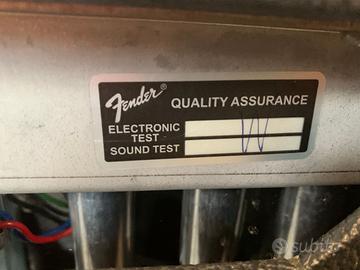 Fender®
QUALITY ASSURANCE
ELECTRONIC TEST
SOUND TEST
subito